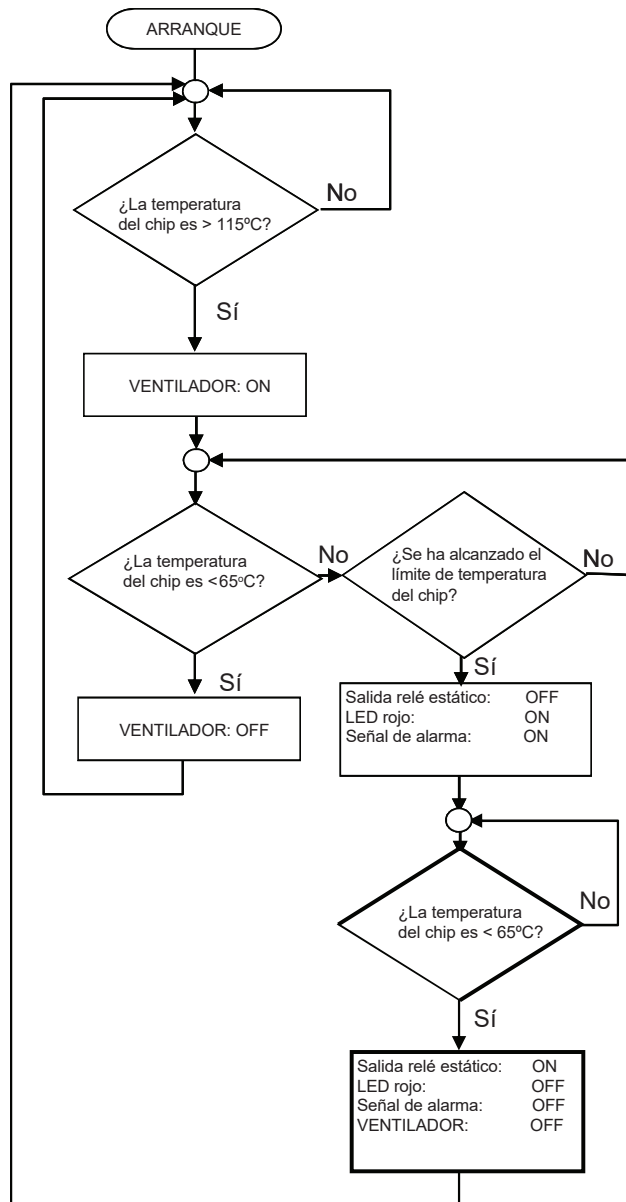 ARRANQUE
¿La temperatura
del chip es > 115ºC?
No
Sí
VENTILADOR: ON
¿La temperatura
del chip es <65ºC?
No
¿Se ha alcanzado el
límite de temperatura
del chip?
No
Sí
VENTILADOR: OFF
Sí
Salida relé estático: OFF
LED rojo: ON
Señal de alarma: ON
¿La temperatura
del chip es < 65ºC?
No
Sí
Salida relé estático: ON
LED rojo: OFF
Señal de alarma: OFF
VENTILADOR: OFF